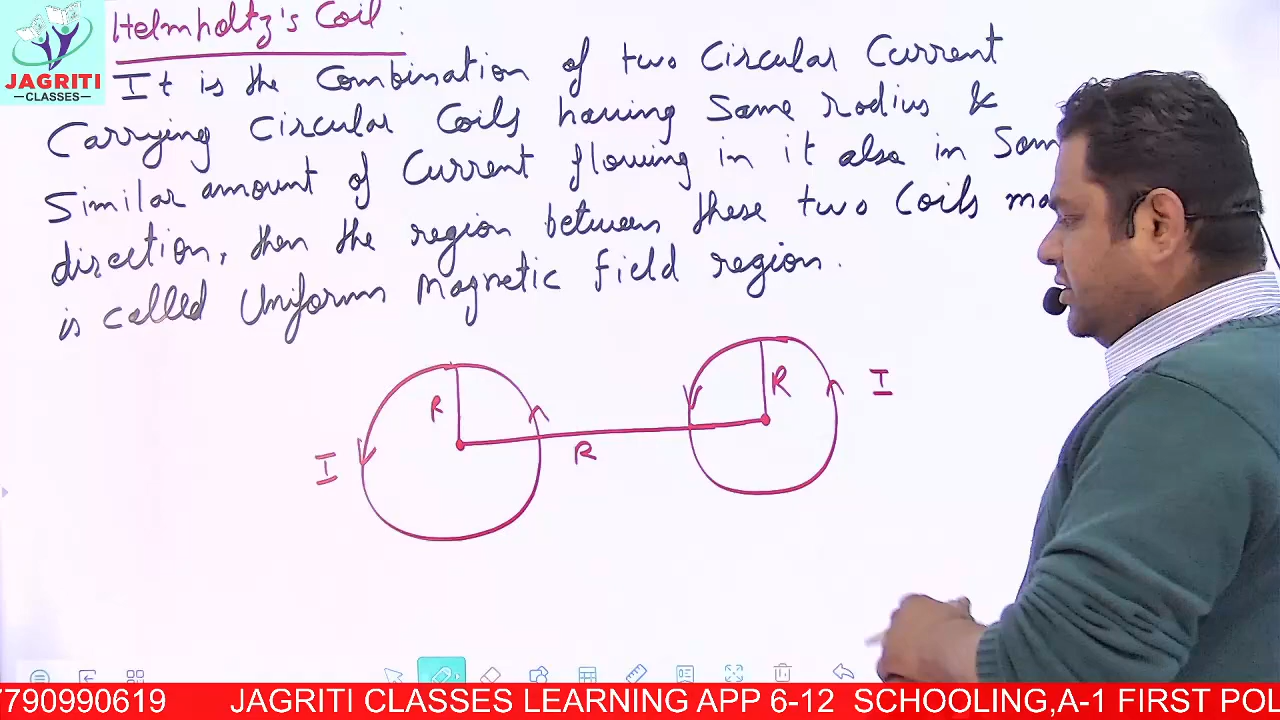 Helmholtz's Coil :
It is the Combination of two Circular Current
Carrying Circular Coils having Same radius &
Similar amount of Current flowing in it also in Sam
direction, then the region between these two Coils ma
is called Uniform Magnetic field region.
JAGRITI
CLASSES
R
R
I
R
I
7790990619 JAGRITI CLASSES LEARNING APP 6-12 SCHOOLING,A-1 FIRST POL